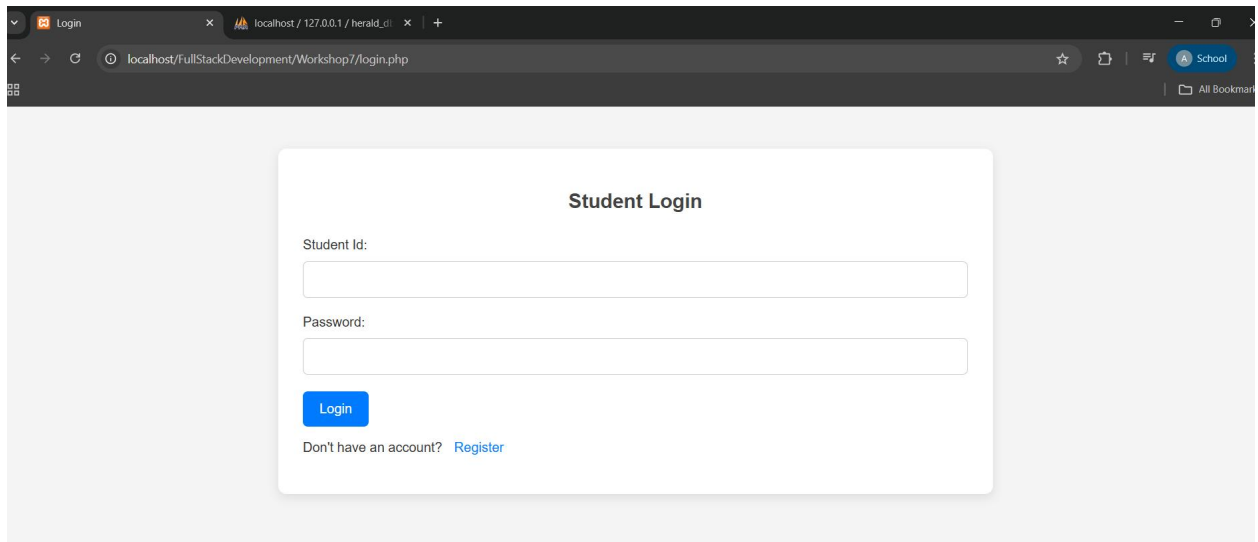 Login
localhost / 127.0.0.1 / herald_d
localhost/FullStackDevelopment/Workshop7/login.php
A School
All Bookmark
Student Login
Student Id:
Password:
Login
Don't have an account? Register